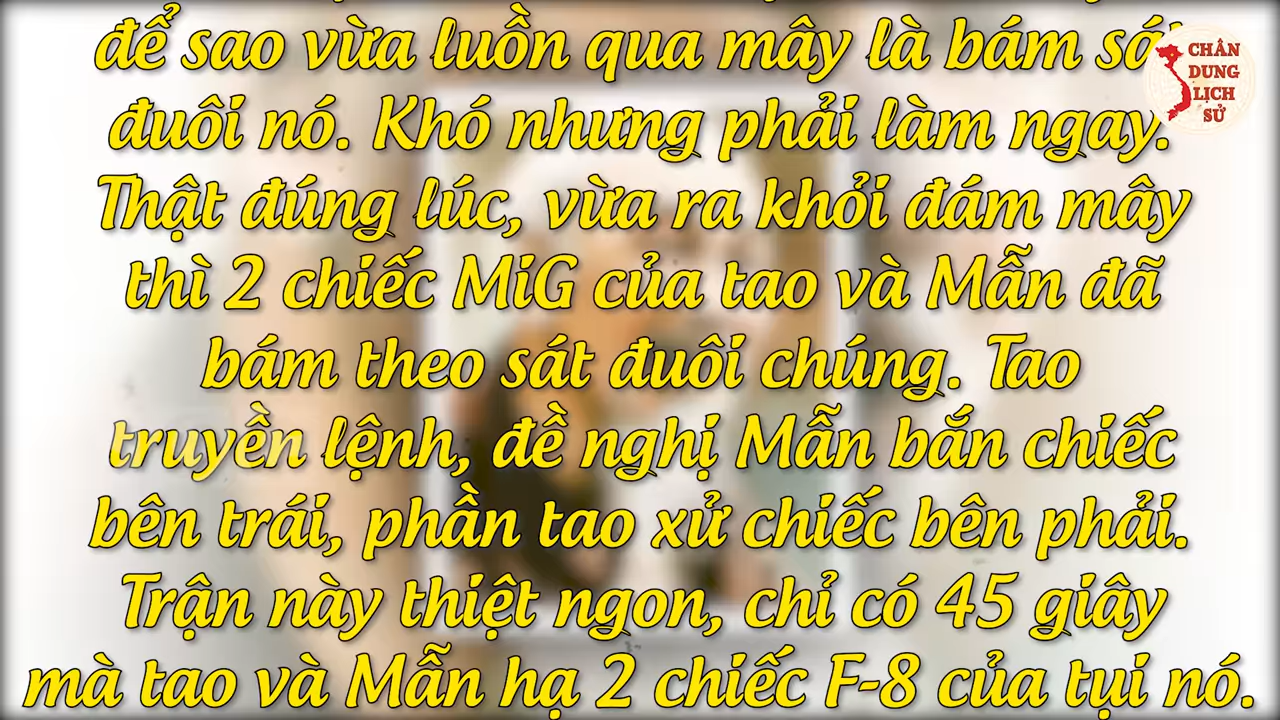 để sao vừa luồn qua mây là bám sát
đuôi nó. Khó nhưng phải làm ngay.
Thật đúng lúc, vừa ra khỏi đám mây
thì 2 chiếc MiG của tao và Mẫn đã
bám theo sát đuôi chúng. Tao
truyền lệnh, đề nghị Mẫn bắn chiếc
bên trái, phần tao xử chiếc bên phải.
Trận này thiệt ngon, chỉ có 45 giây
mà tao và Mẫn hạ 2 chiếc F-8 của tụi nó.
CHÂN
DUNG
LỊCH
SỬ